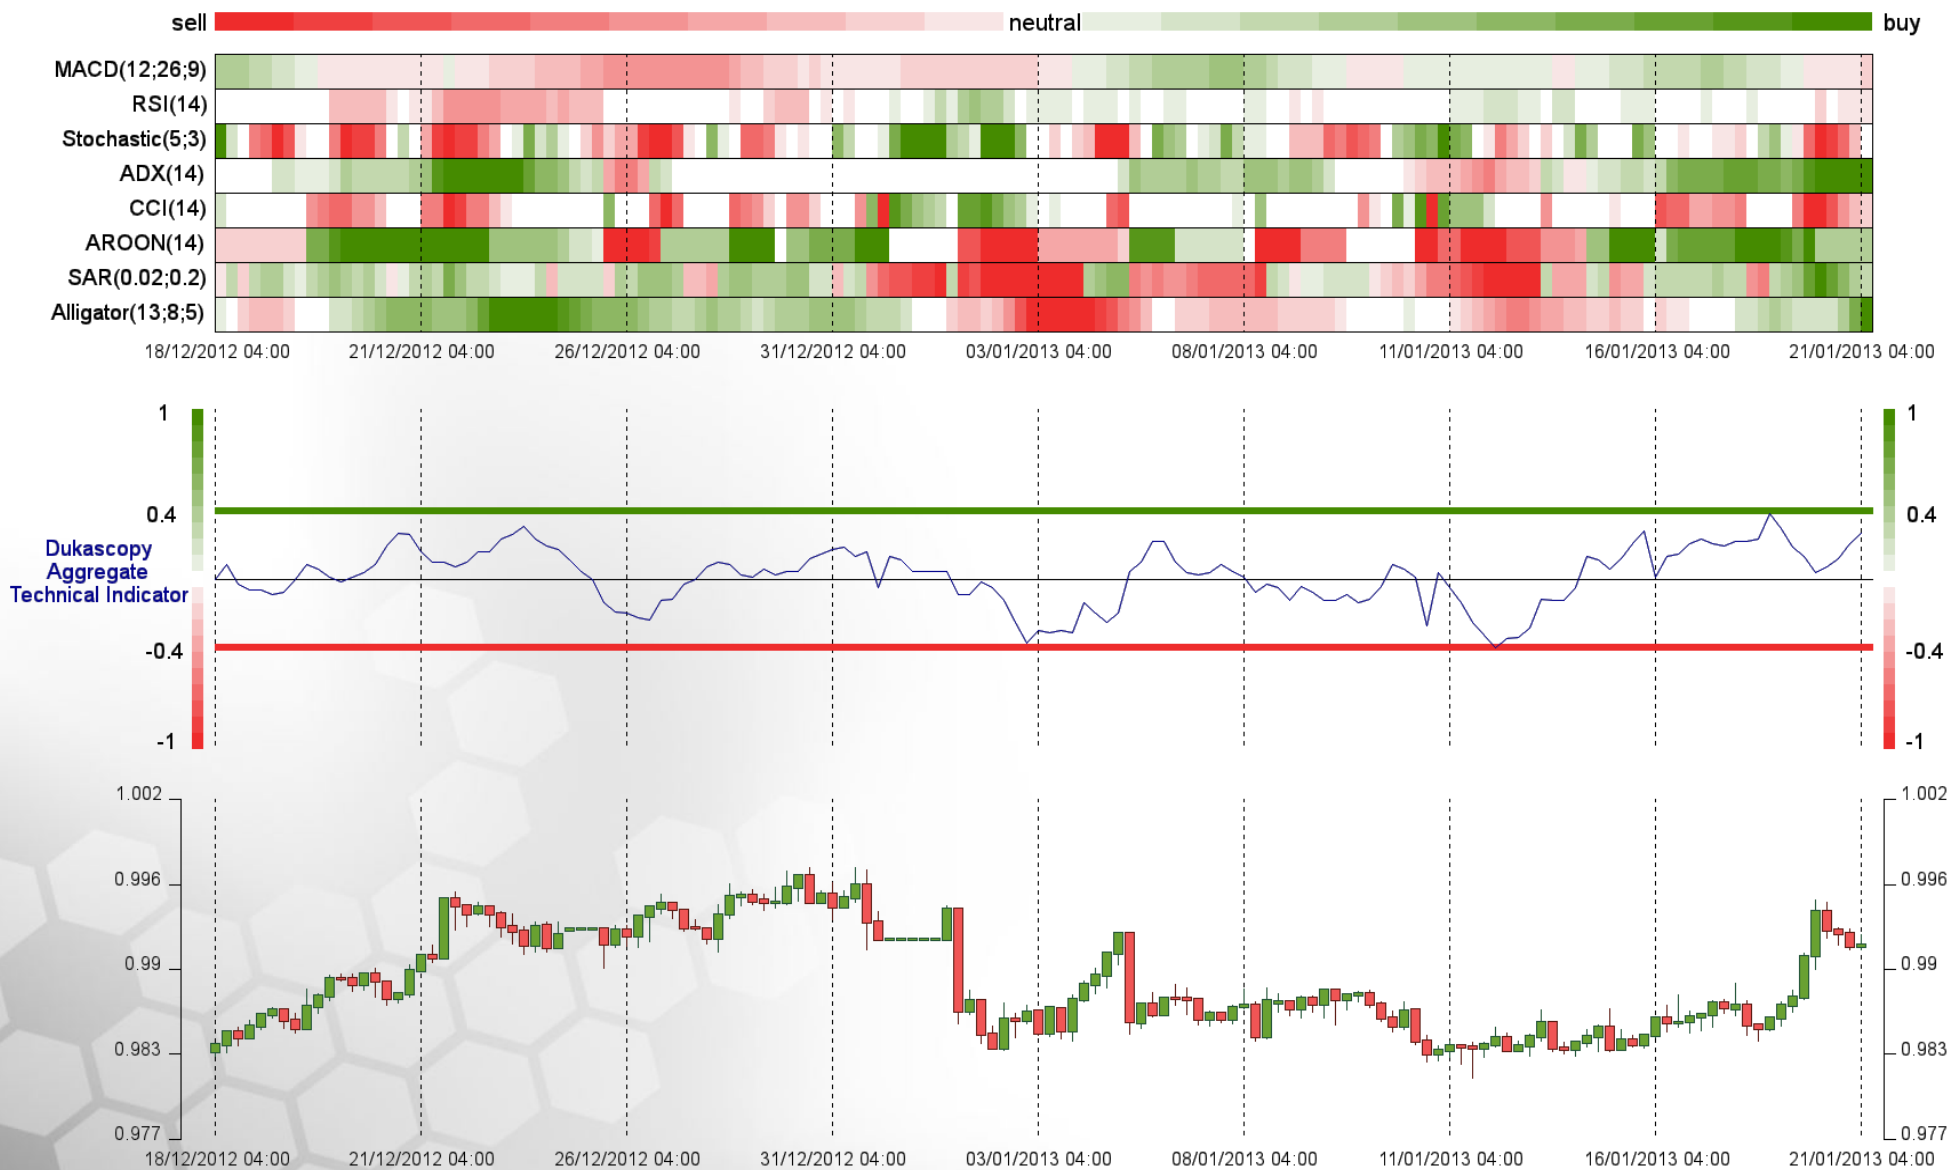 sell neutral buy
MACD(12;26;9)
RSI(14)
Stochastic(5;3)
ADX(14)
CCI(14)
AROON(14)
SAR(0.02;0.2)
Alligator(13;8;5)
18/12/2012 04:00 21/12/2012 04:00 26/12/2012 04:00 31/12/2012 04:00 03/01/2013 04:00 08/01/2013 04:00 11/01/2013 04:00 16/01/2013 04:00 21/01/2013 04:00
1 1
0.4 0.4
Dukascopy
Aggregate
Technical Indicator
-0.4 -0.4
-1 -1
1.002 1.002
0.996 0.996
0.99 0.99
0.983 0.983
0.977 0.977
18/12/2012 04:00 21/12/2012 04:00 26/12/2012 04:00 31/12/2012 04:00 03/01/2013 04:00 08/01/2013 04:00 11/01/2013 04:00 16/01/2013 04:00 21/01/2013 04:00